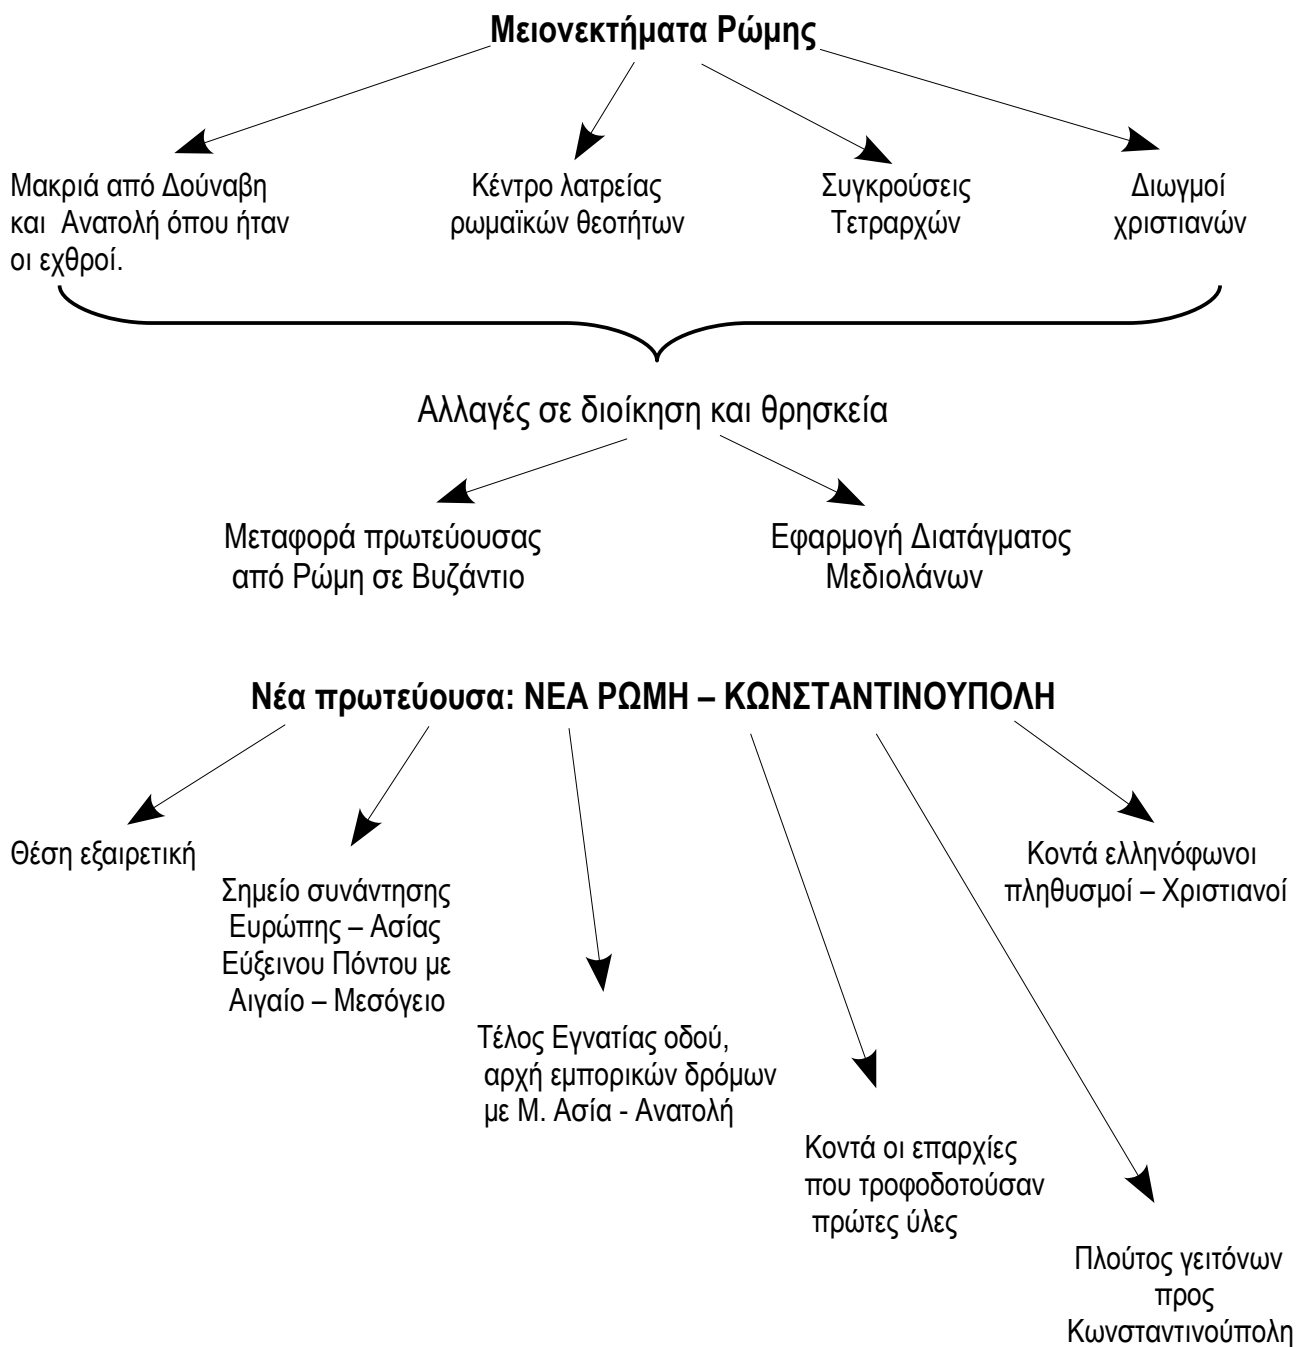 Μειονεκτήματα Ρώμης
Μακριά από Δούναβη
και Ανατολή όπου ήταν
οι εχθροί.
Κέντρο λατρείας
ρωμαϊκών θεοτήτων
Συγκρούσεις
Τετραρχών
Διωγμοί
χριστιανών
Αλλαγές σε διοίκηση και θρησκεία
Μεταφορά πρωτεύουσας
από Ρώμη σε Βυζάντιο
Εφαρμογή Διατάγματος
Μεδιολάνων
Νέα πρωτεύουσα: ΝΕΑ ΡΩΜΗ – ΚΩΝΣΤΑΝΤΙΝΟΥΠΟΛΗ
Θέση εξαιρετική
Σημείο συνάντησης
Ευρώπης – Ασίας
Εύξεινου Πόντου με
Αιγαίο – Μεσόγειο
Τέλος Εγνατίας οδού,
αρχή εμπορικών δρόμων
με Μ. Ασία - Ανατολή
Κοντά οι επαρχίες
που τροφοδοτούσαν
πρώτες ύλες
Πλούτος γειτόνων
προς
Κωνσταντινούπολη
Κοντά ελληνόφωνοι
πληθυσμοί – Χριστιανοί